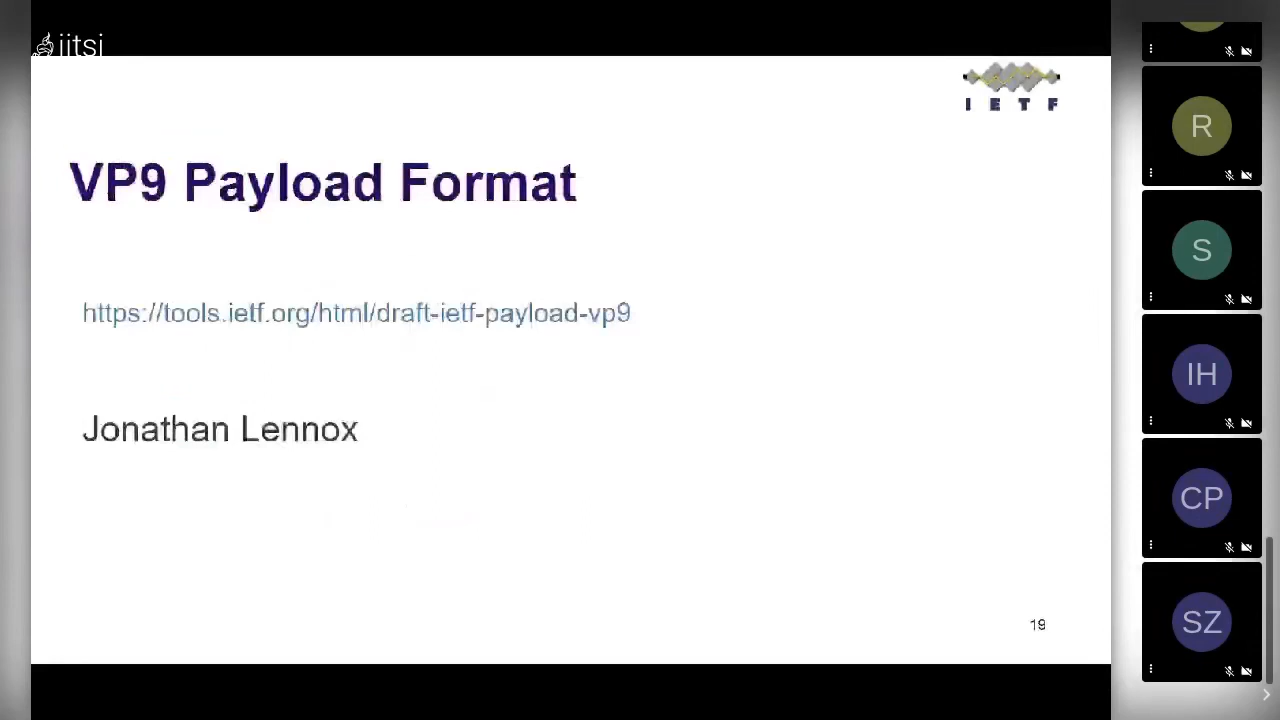 jitsi
I E T F
VP9 Payload Format
https://tools.ietf.org/html/draft-ietf-payload-vp9
Jonathan Lennox
19
R
S
IH
CP
SZ